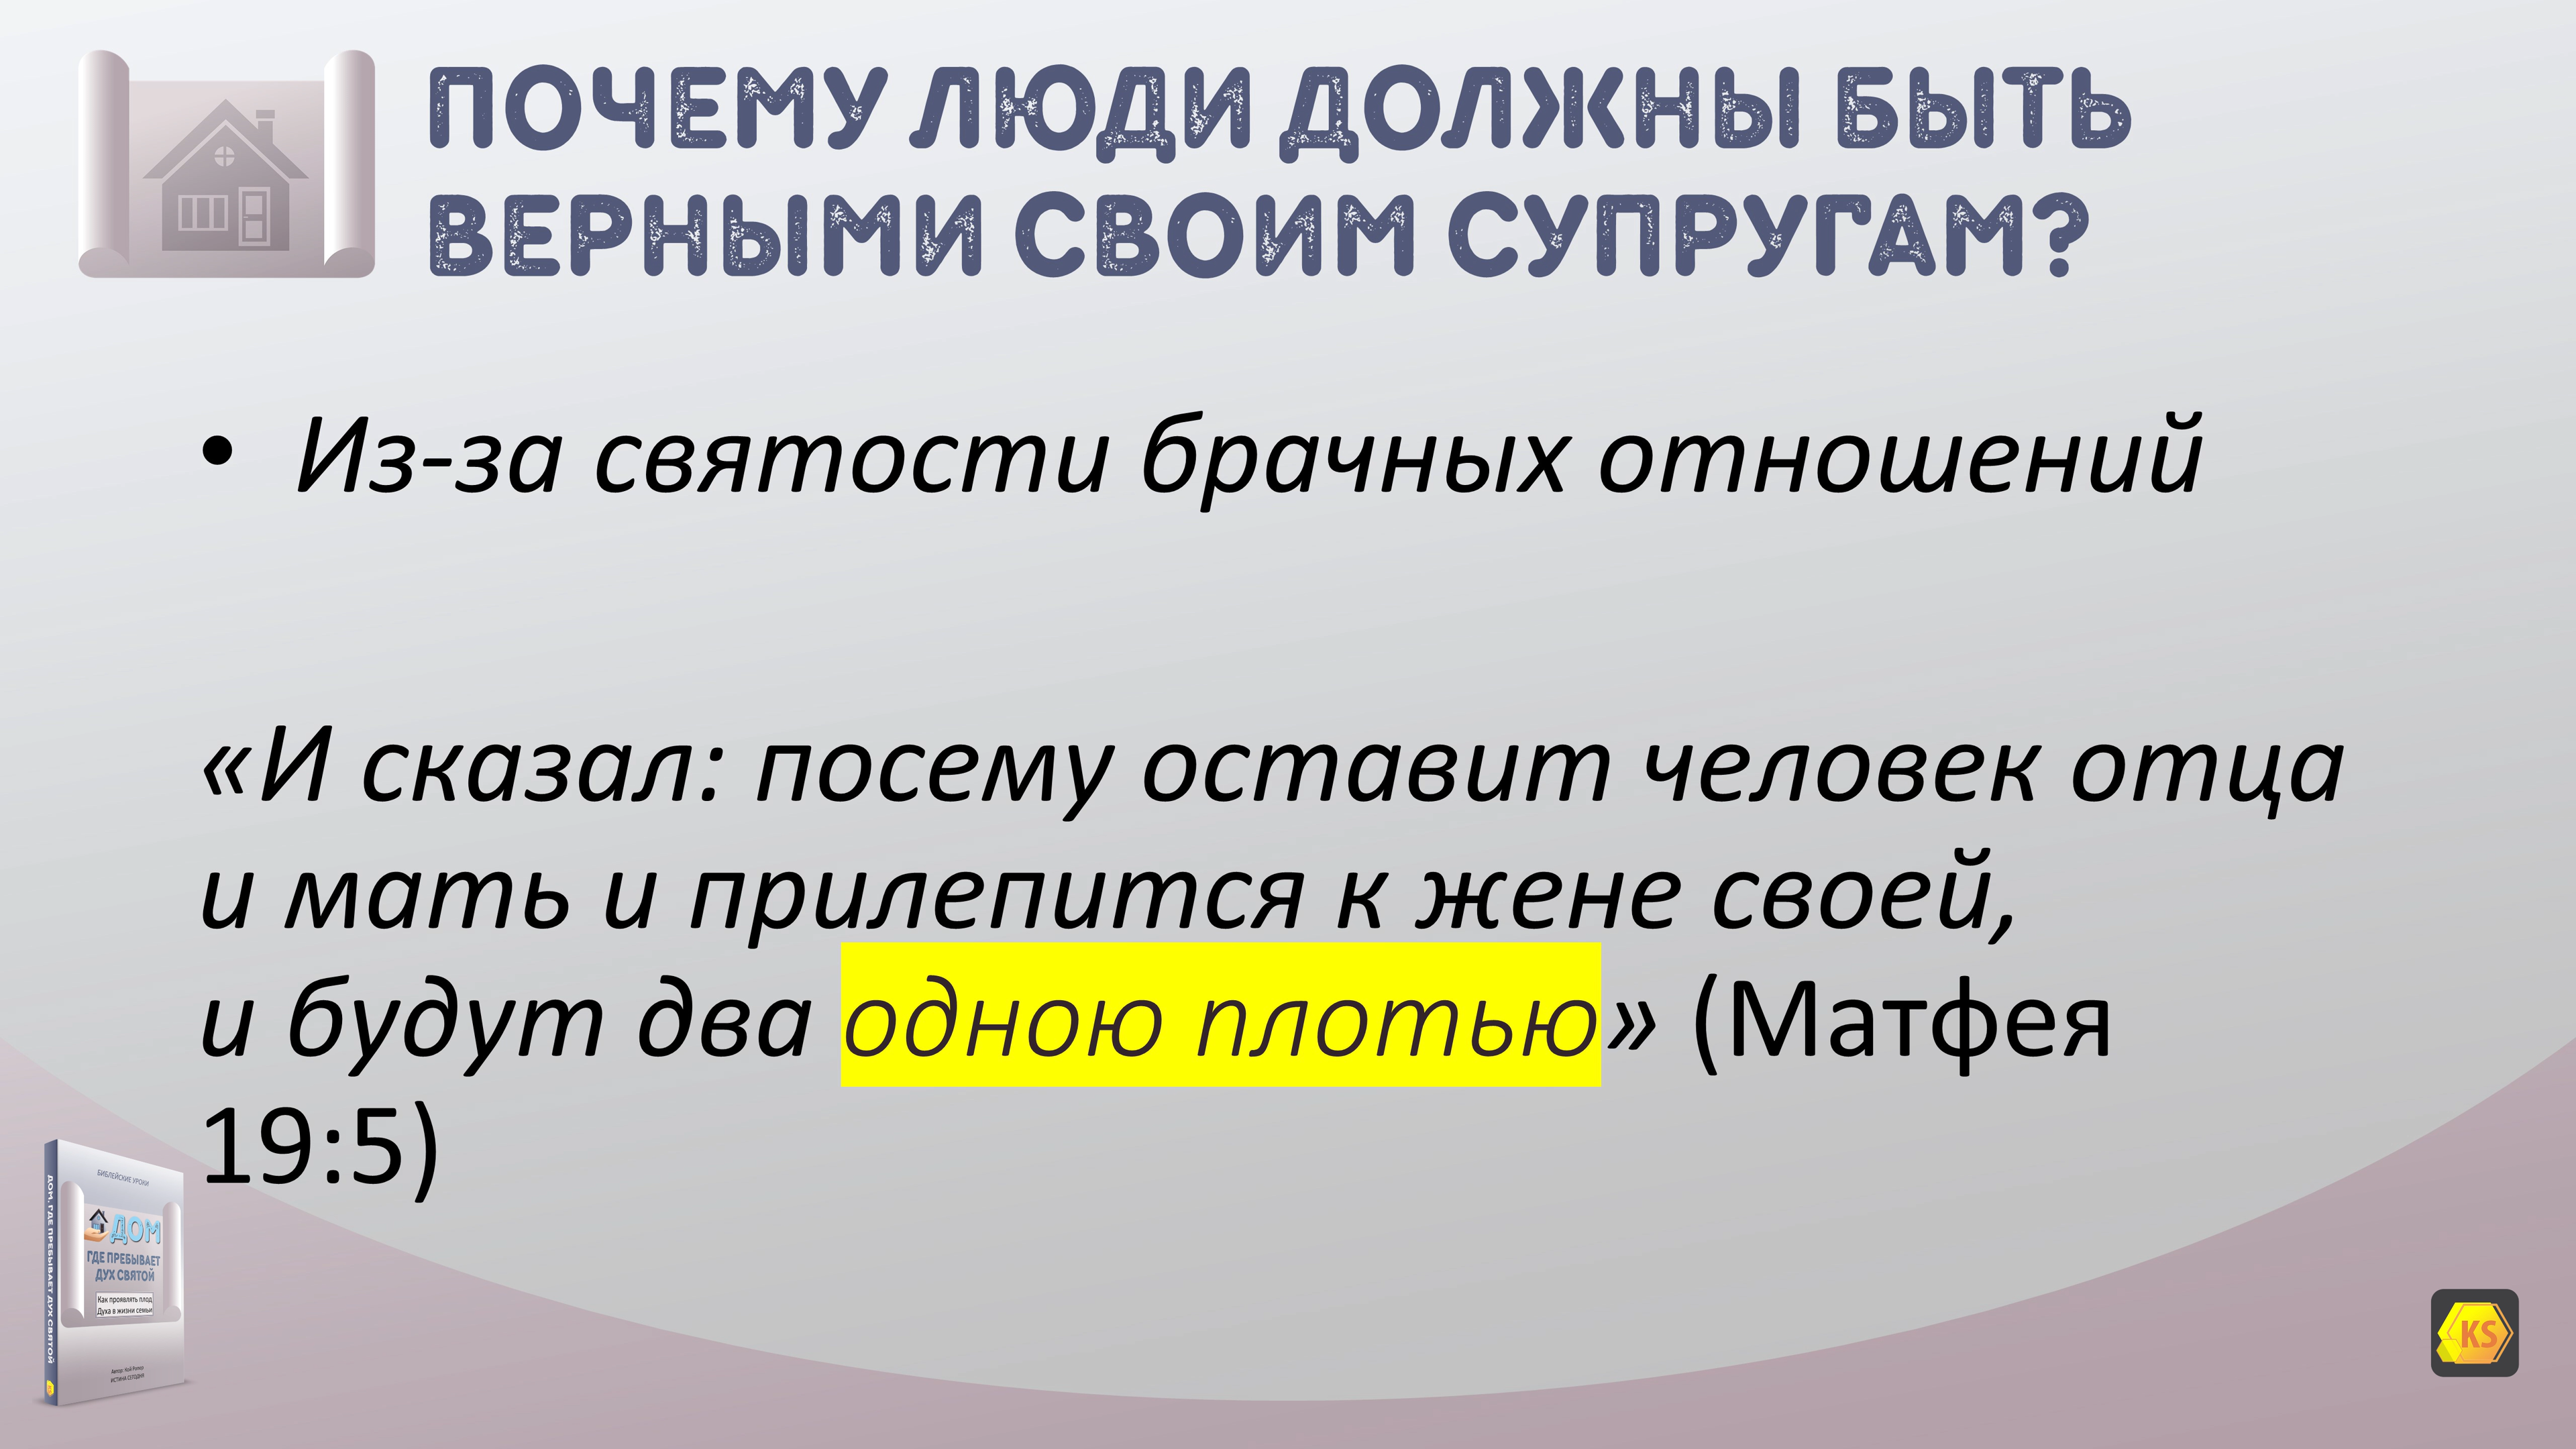 ПОЧЕМУ ЛЮДИ ДОЛЖНЫ БЫТЬ
ВЕРНЫМИ СВОИМ СУПРУГАМ?
• Из-за святости брачных отношений
«И сказал: посему оставит человек отца
и мать и прилепится к жене своей,
и будут два одною плотью» (Матфея
19:5)
БИБЛЕЙСКИЕ УРОКИ
ДОМ
ГДЕ ПРЕБЫВАЕТ
ДУХ СВЯТОЙ
Как проявлять плод
Духа в жизни семьи
ИСТИНА СЕГОДНЯ
ДОМ, ГДЕ ПРЕБЫВАЕТ ДУХ СВЯТОЙ
KS